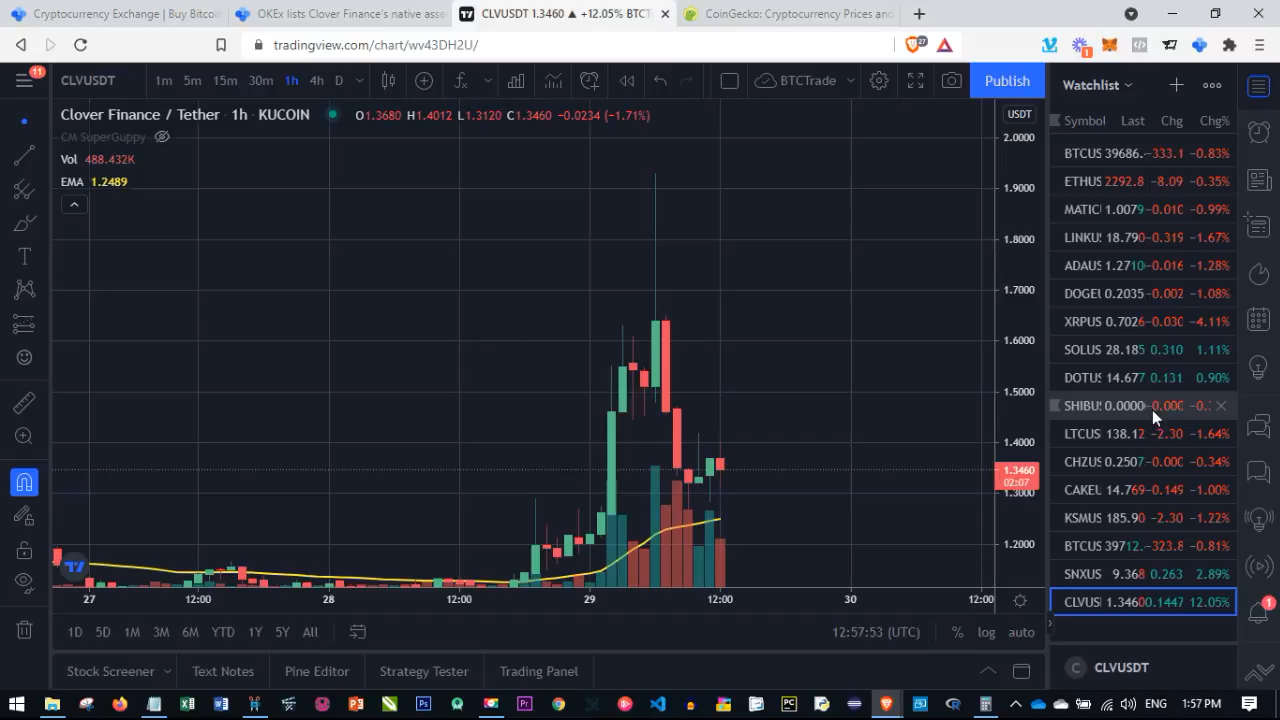 Cryptocurrency Exchange | Buy Bitcoin
OKEx lists Clover Finance's native asse
CLVUSDT 1.3460 ▲ +12.05% BTCT
CoinGecko: Cryptocurrency Prices and
tradingview.com/chart/wv43DH2U/
27
1
11
CLVUSDT 1m 5m 15m 30m 1h 4h D
BTCTrade
Publish
Watchlist
Clover Finance / Tether · 1h · KUCOIN O1.3680 H1.4012 L1.3120 C1.3460 −0.0234 (−1.71%)
CM SuperGuppy
Vol 488.432K
EMA 1.2489
USDT
2.0000
1.9000
1.8000
1.7000
1.6000
1.5000
1.4000
1.3460
02:07
1.3000
1.2000
Symbol Last Chg Chg%
BTCUS 39686. −333.1 −0.83%
ETHUS 2292.8 −8.09 −0.35%
MATIC 1.0079 −0.010 −0.99%
LINKUS 18.790 −0.319 −1.67%
ADAUS 1.2710 −0.016 −1.28%
DOGEU 0.2035 −0.002 −1.08%
XRPUS 0.7026 −0.030 −4.11%
SOLUS 28.185 0.310 1.11%
DOTUS 14.677 0.131 0.90%
SHIBUS 0.0000 −0.000 −0.
LTCUS 138.12 −2.30 −1.64%
CHZUS 0.2507 −0.000 −0.34%
CAKEU 14.769 −0.149 −1.00%
KSMUS 185.90 −2.30 −1.22%
BTCUS 39712. −323.8 −0.81%
SNXUS 9.368 0.263 2.89%
CLVUS 1.3460 0.1447 12.05%
1
27 12:00 28 12:00 29 12:00 30 12:00
1D 5D 1M 3M 6M YTD 1Y 5Y All
12:57:53 (UTC) % log auto
Stock Screener Text Notes Pine Editor Strategy Tester Trading Panel
C CLVUSDT
ENG 1:57 PM